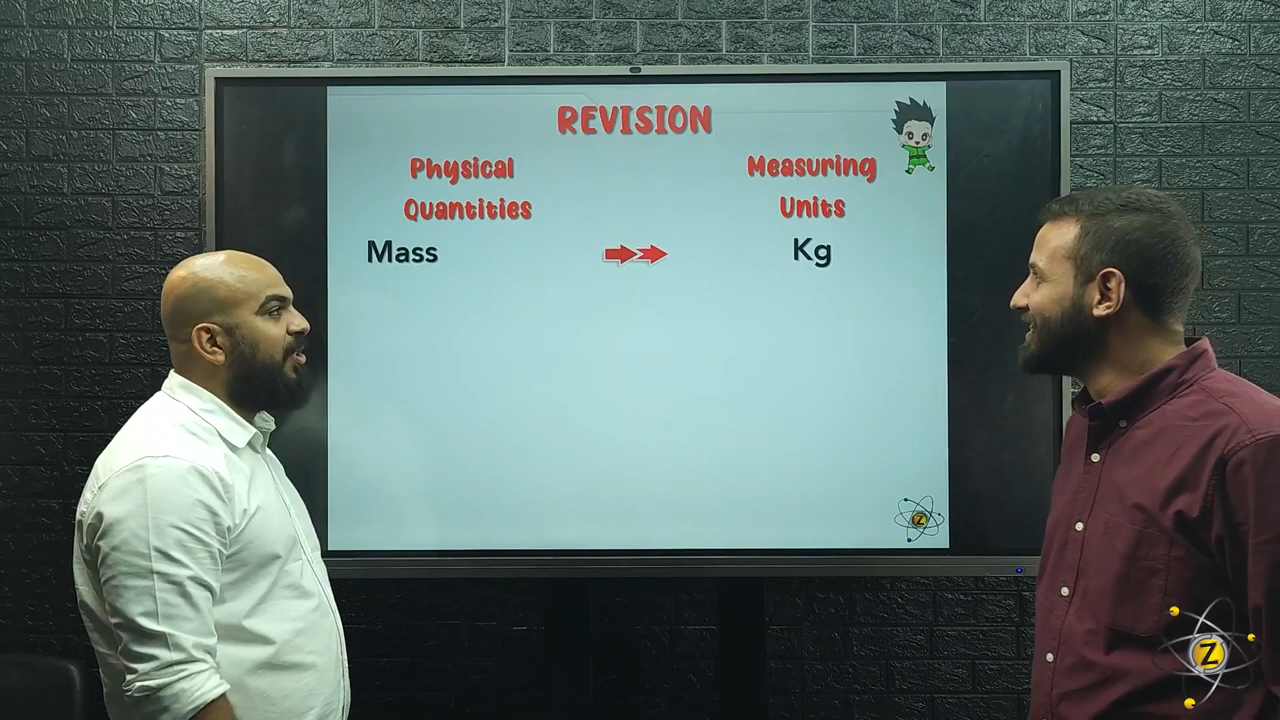 REVISION
Physical
Quantities
Measuring
Units
Mass
Kg
Z
Z